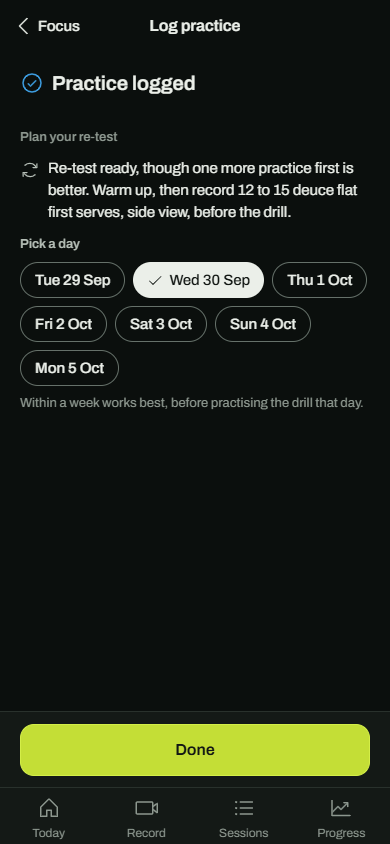 Focus
Log practice
Practice logged
Plan your re-test
Re-test ready, though one more practice first is
better. Warm up, then record 12 to 15 deuce flat
first serves, side view, before the drill.
Pick a day
Tue 29 Sep
Wed 30 Sep
Thu 1 Oct
Fri 2 Oct
Sat 3 Oct
Sun 4 Oct
Mon 5 Oct
Within a week works best, before practising the drill that day.
Done
Today
Record
Sessions
Progress